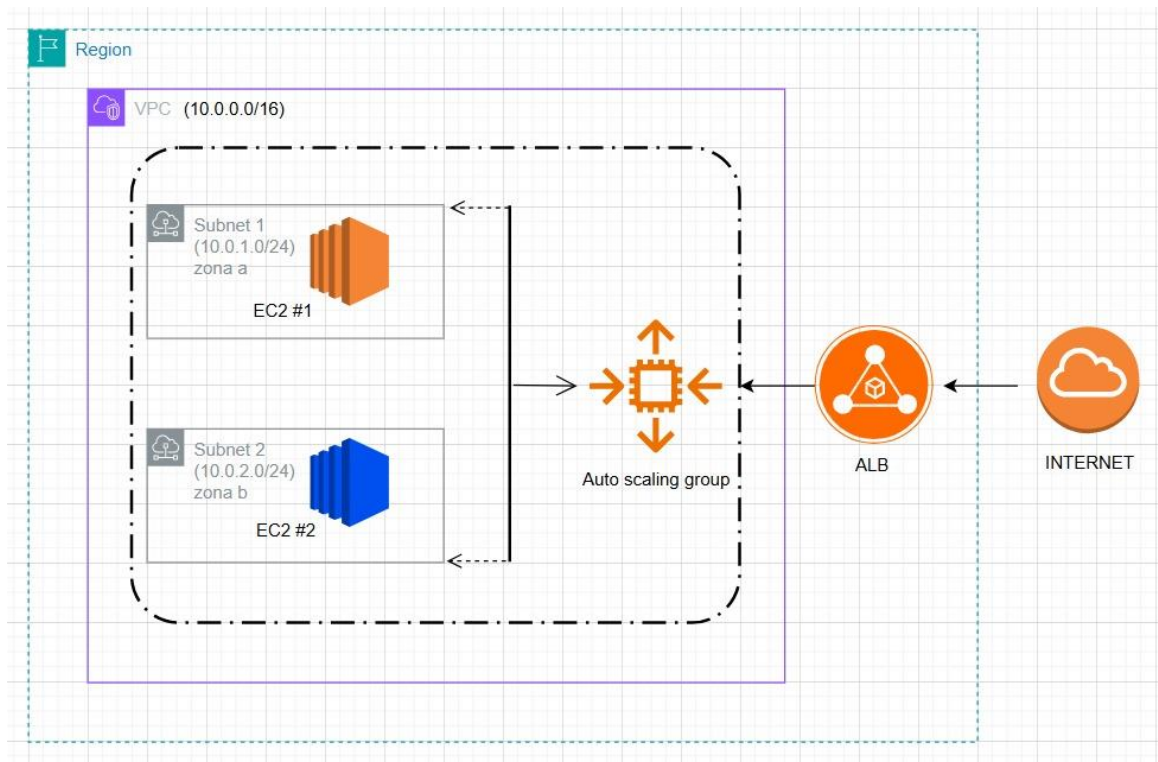 Region
VPC (10.0.0.0/16)
Subnet 1
(10.0.1.0/24)
zona a
EC2 #1
Subnet 2
(10.0.2.0/24)
zona b
EC2 #2
Auto scaling group
ALB
INTERNET